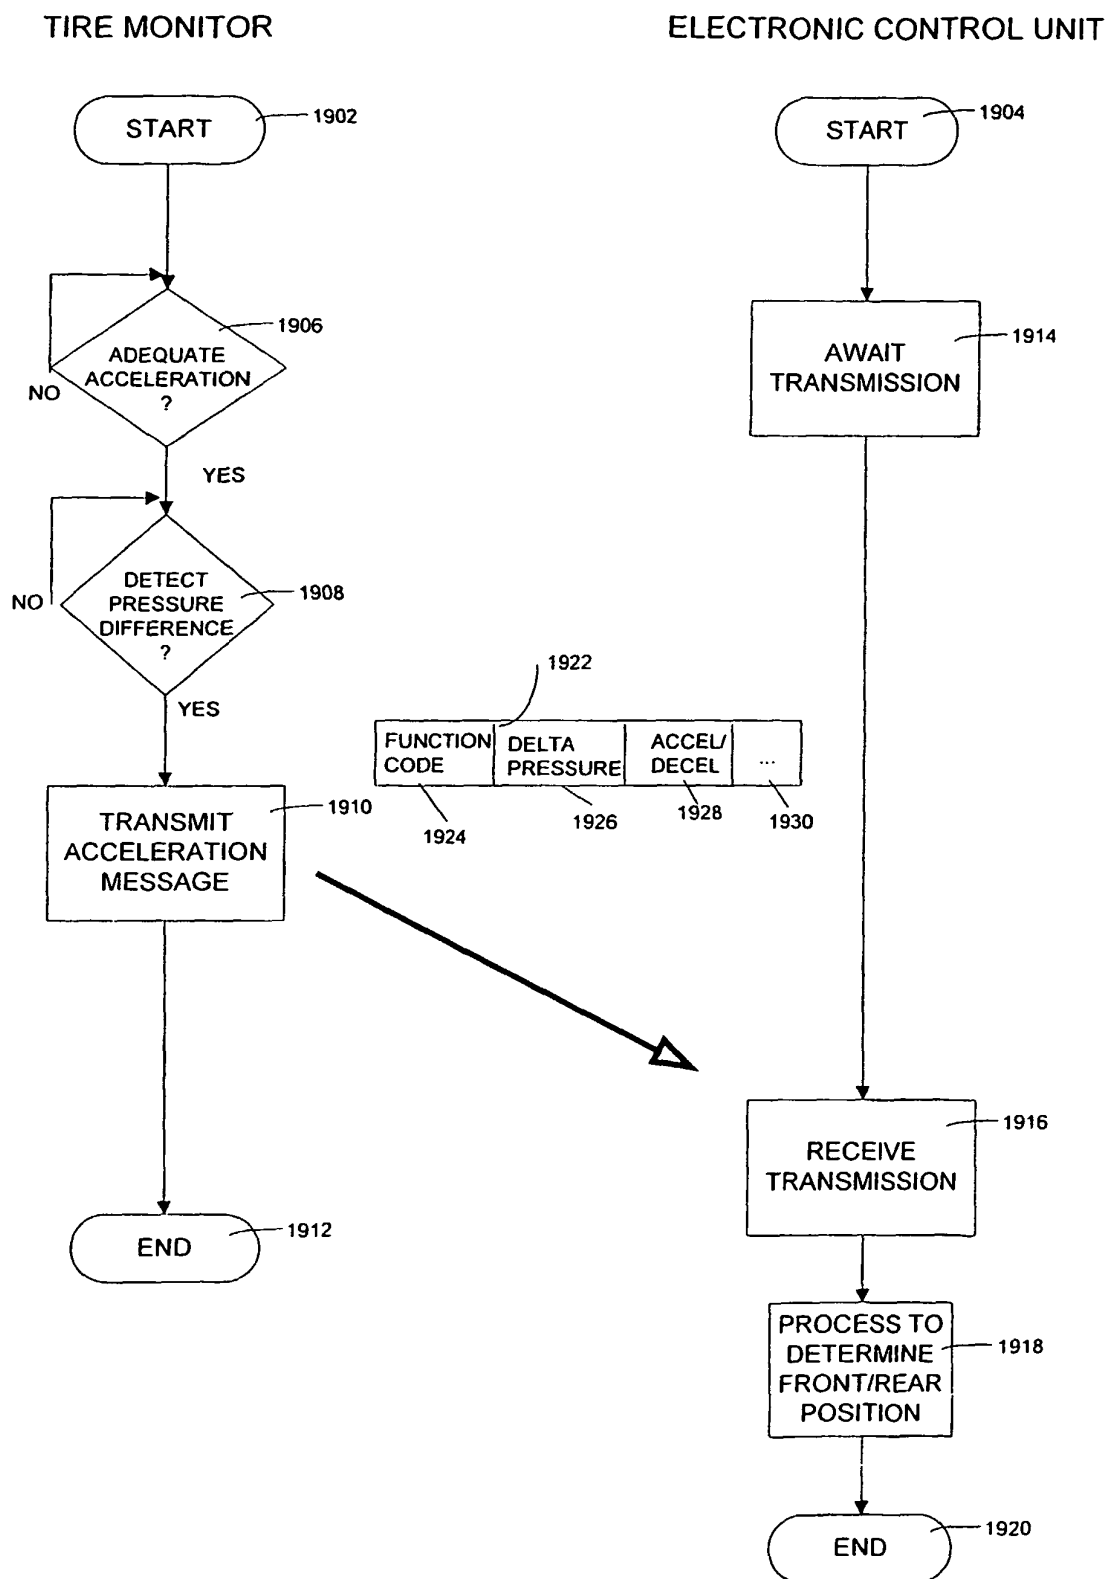 TIRE MONITOR
START
1902
ADEQUATE
ACCELERATION
?
1906
NO
YES
DETECT
PRESSURE
DIFFERENCE
?
1908
NO
YES
TRANSMIT
ACCELERATION
MESSAGE
1910
END
1912
1922
FUNCTION
CODE
DELTA
PRESSURE
ACCEL/
DECEL
...
1924
1926
1928
1930
ELECTRONIC CONTROL UNIT
START
1904
AWAIT
TRANSMISSION
1914
RECEIVE
TRANSMISSION
1916
PROCESS TO
DETERMINE
FRONT/REAR
POSITION
1918
END
1920